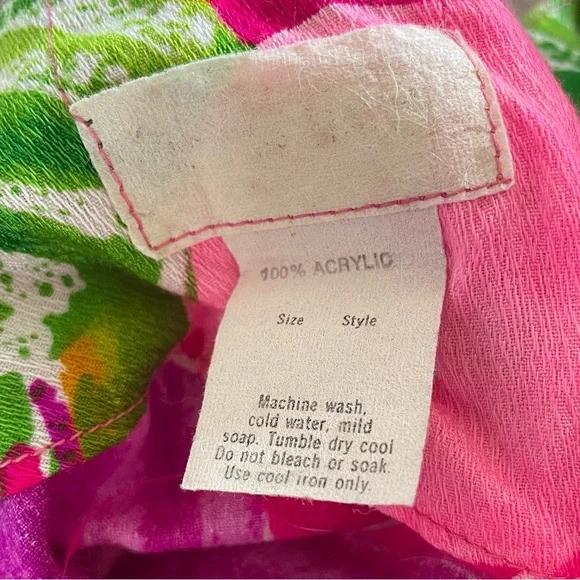 100% ACRYLIC
Size Style
Machine wash,
cold water, mild
soap. Tumble dry cool
Do not bleach or soak.
Use cool iron only.